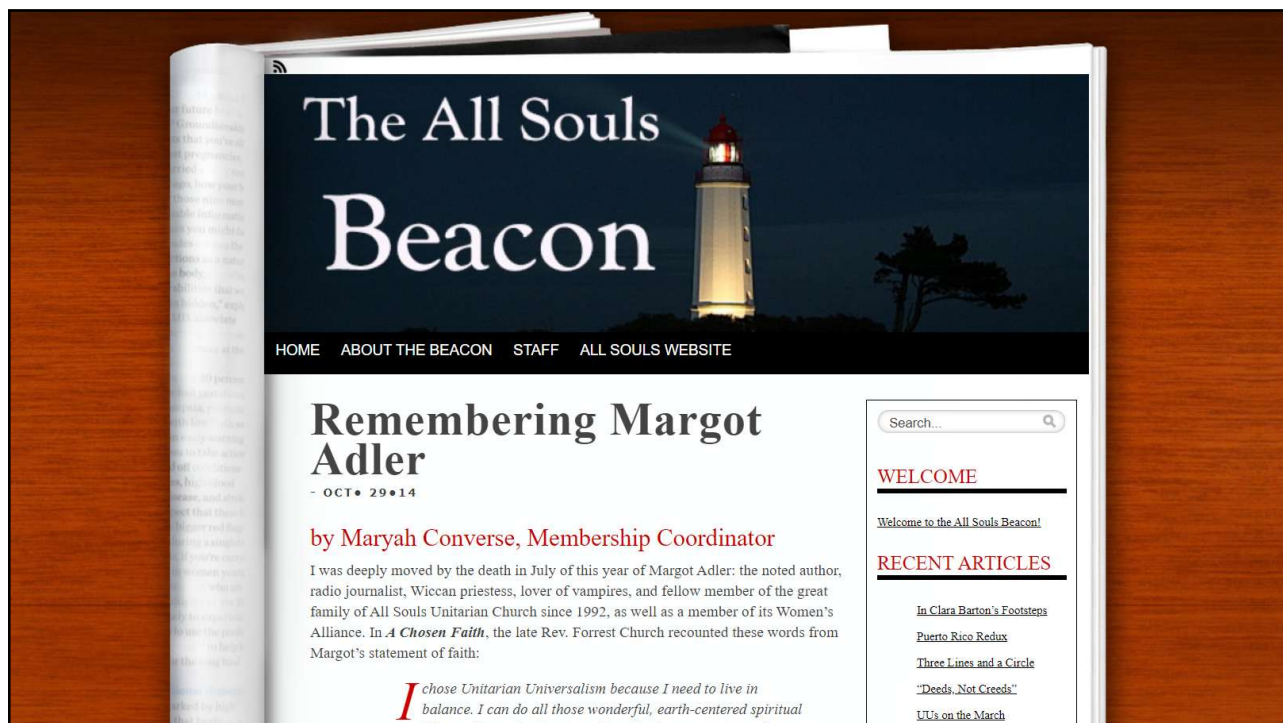 The All Souls
Beacon
HOME ABOUT THE BEACON STAFF ALL SOULS WEBSITE
Remembering Margot
Adler
- OCT● 29●14
by Maryah Converse, Membership Coordinator
I was deeply moved by the death in July of this year of Margot Adler: the noted author,
radio journalist, Wiccan priestess, lover of vampires, and fellow member of the great
family of All Souls Unitarian Church since 1992, as well as a member of its Women's
Alliance. In A Chosen Faith, the late Rev. Forrest Church recounted these words from
Margot's statement of faith:
I chose Unitarian Universalism because I need to live in
balance. I can do all those wonderful, earth-centered spiritual
Search...
WELCOME
Welcome to the All Souls Beacon!
RECENT ARTICLES
In Clara Barton's Footsteps
Puerto Rico Redux
Three Lines and a Circle
"Deeds, Not Creeds"
UUs on the March